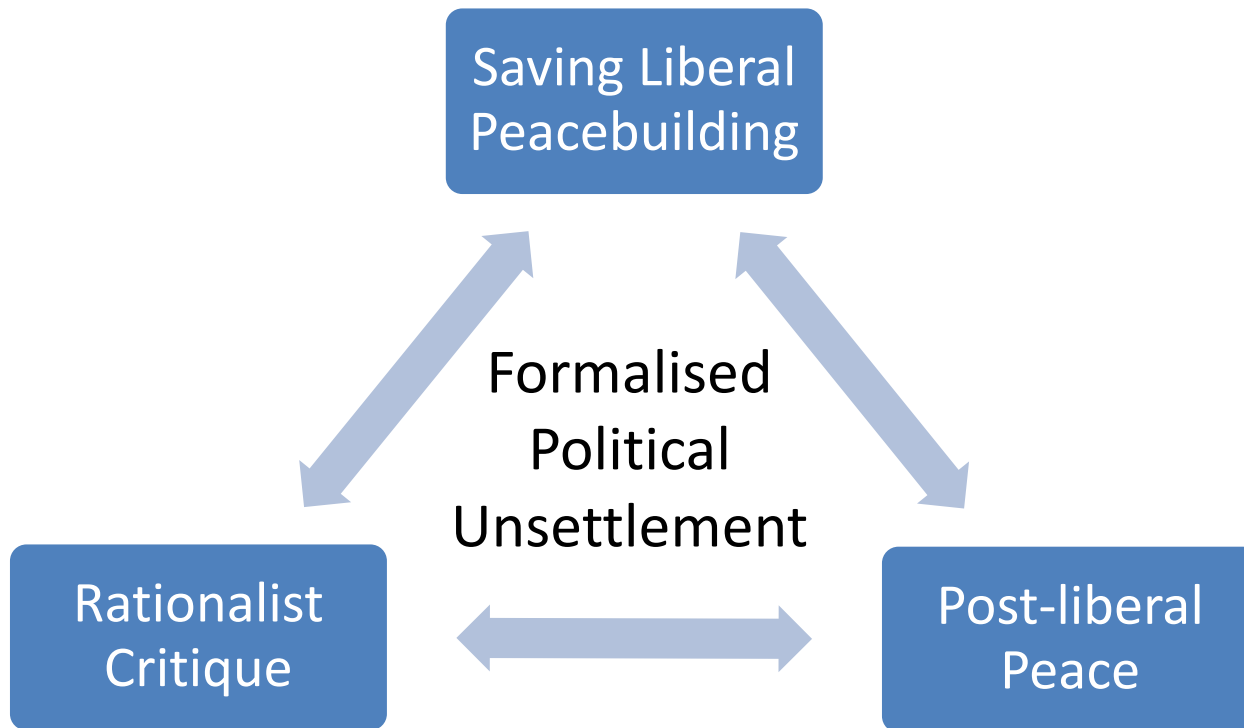 Saving Liberal
Peacebuilding
Formalised
Political
Unsettlement
Rationalist
Critique
Post-liberal
Peace